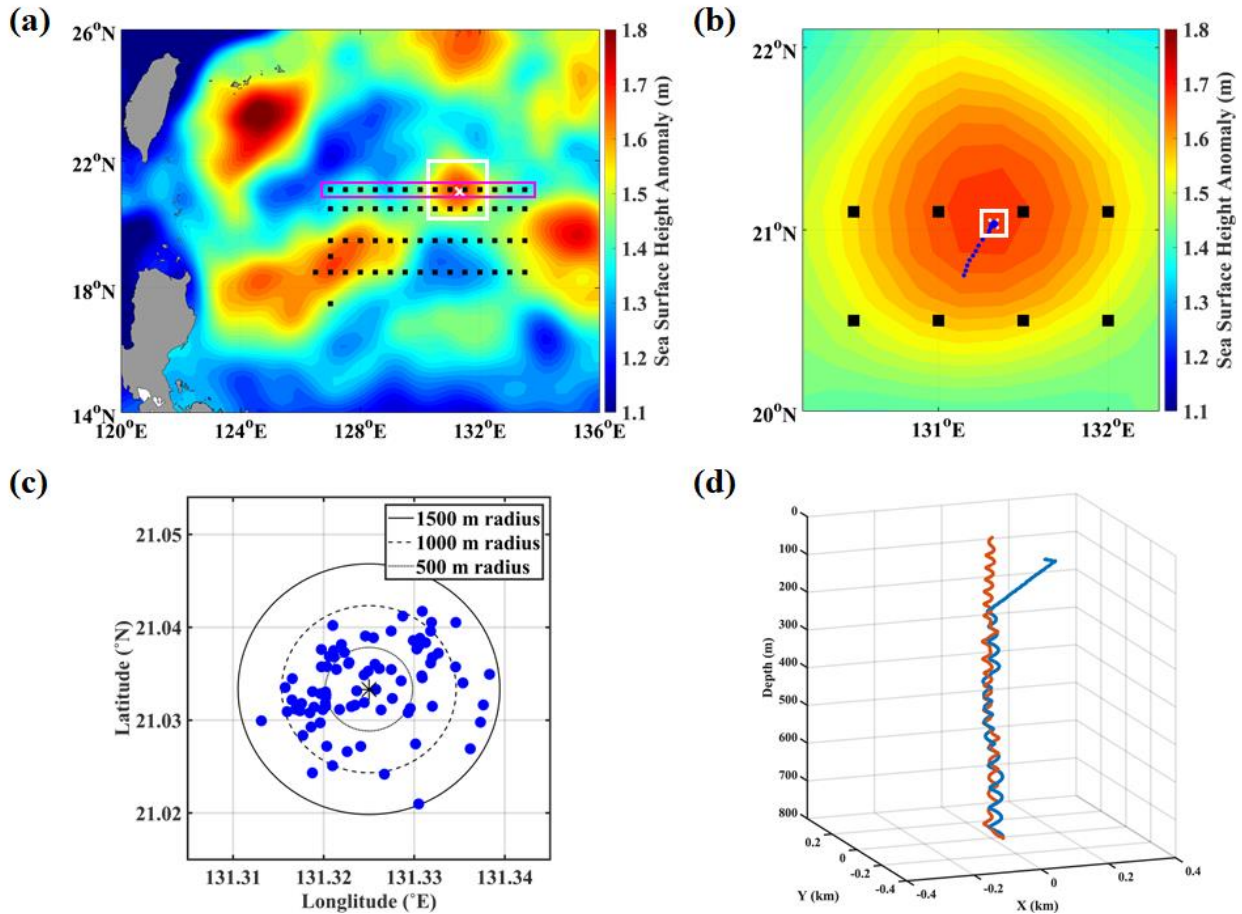 (a)
26°N
22°N
18°N
14°N
120°E 124°E 128°E 132°E 136°E
1.8
1.7
1.6
1.5
1.4
1.3
1.2
1.1
Sea Surface Height Anomaly (m)
(b)
22°N
21°N
20°N
131°E 132°E
1.8
1.7
1.6
1.5
1.4
1.3
1.2
1.1
Sea Surface Height Anomaly (m)
(c)
1500 m radius
1000 m radius
500 m radius
21.05
21.04
21.03
21.02
Latitude (°N)
131.31 131.32 131.33 131.34
Longlitude (°E)
(d)
0
100
200
300
400
500
600
700
800
Depth (m)
0.2
0
-0.2
-0.4
Y (km)
-0.4
-0.2
0
0.2
0.4
X (km)